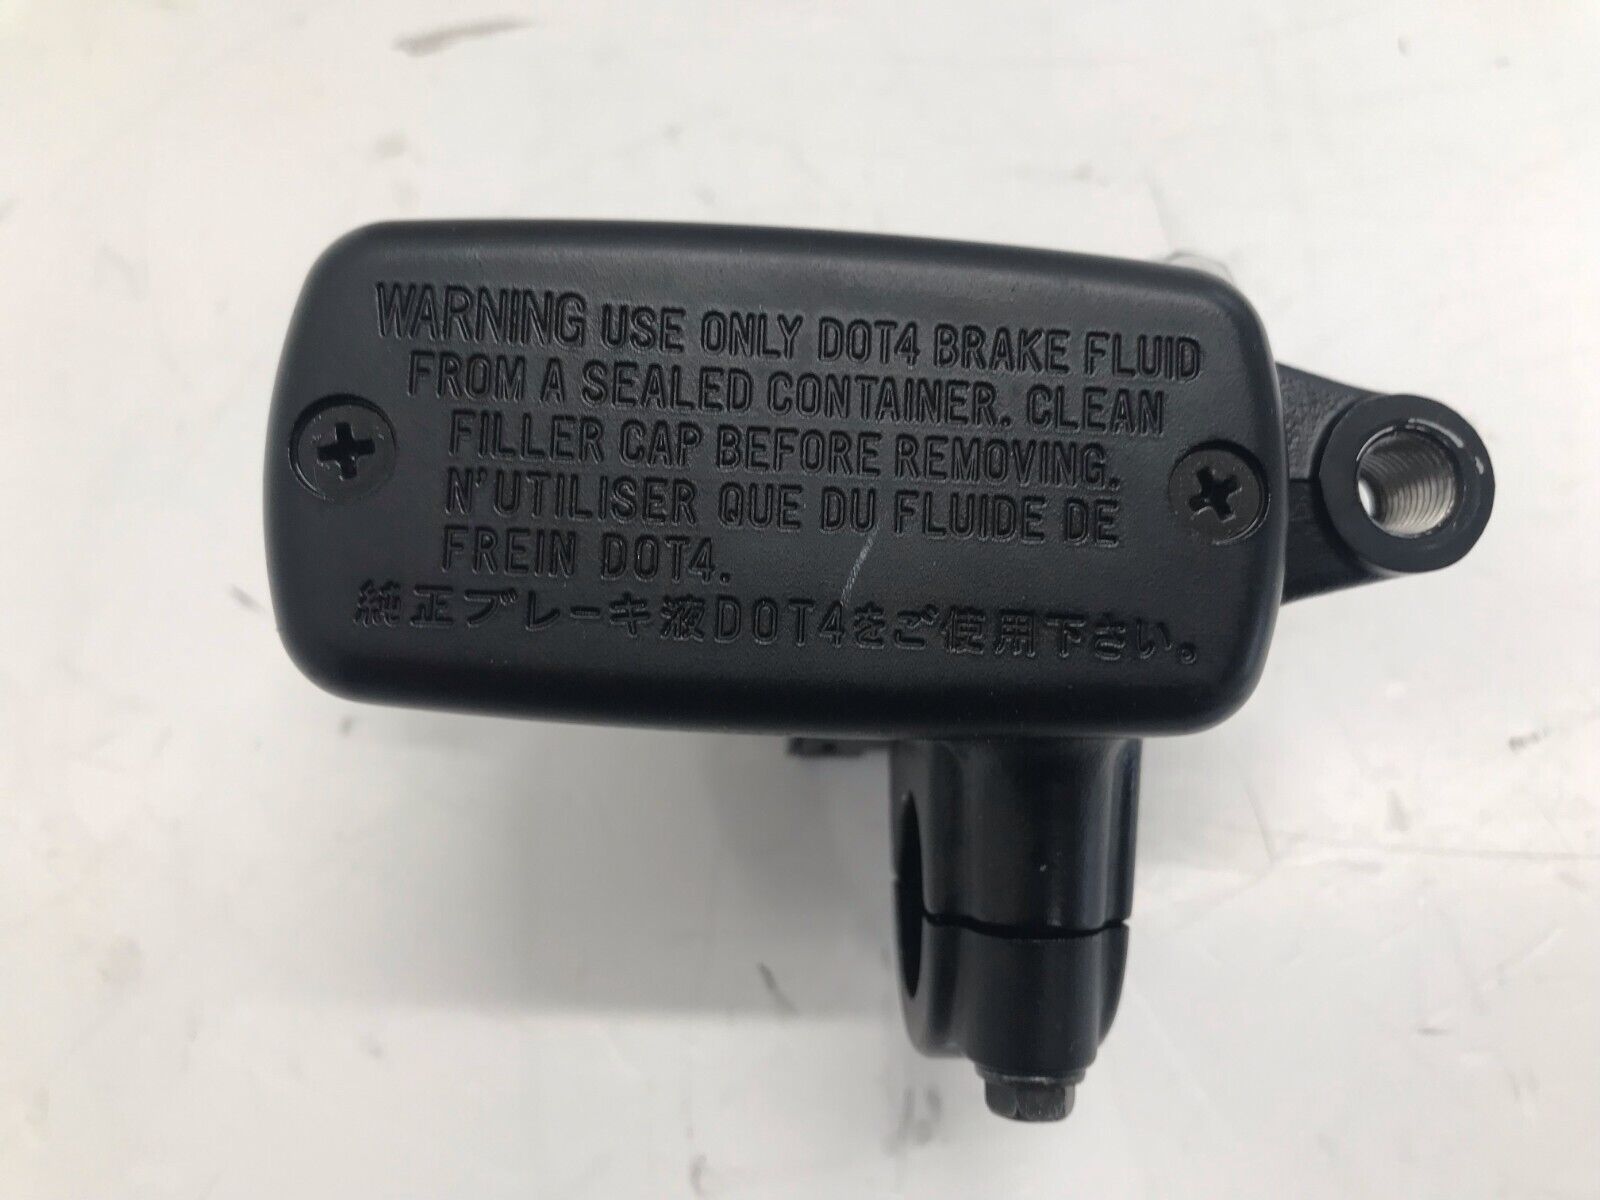 WARNING USE ONLY DOT4 BRAKE FLUID
FROM A SEALED CONTAINER. CLEAN
FILLER CAP BEFORE REMOVING.
N'UTILISER QUE DU FLUIDE DE
FREIN DOT4.
純正ブレーキ液DOT4をご使用下さい。